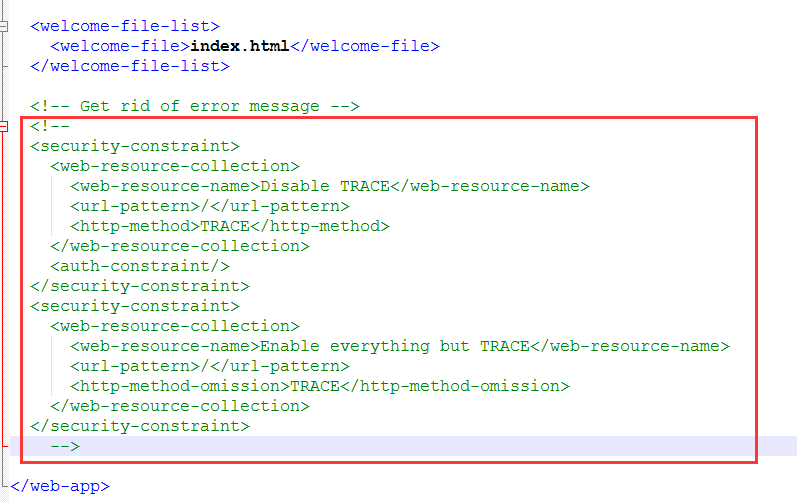 <welcome-file-list>
<welcome-file>index.html</welcome-file>
</welcome-file-list>
<!-- Get rid of error message -->
<!--
<security-constraint>
<web-resource-collection>
<web-resource-name>Disable TRACE</web-resource-name>
<url-pattern>/</url-pattern>
<http-method>TRACE</http-method>
</web-resource-collection>
<auth-constraint/>
</security-constraint>
<security-constraint>
<web-resource-collection>
<web-resource-name>Enable everything but TRACE</web-resource-name>
<url-pattern>/</url-pattern>
<http-method-omission>TRACE</http-method-omission>
</web-resource-collection>
</security-constraint>
-->
</web-app>